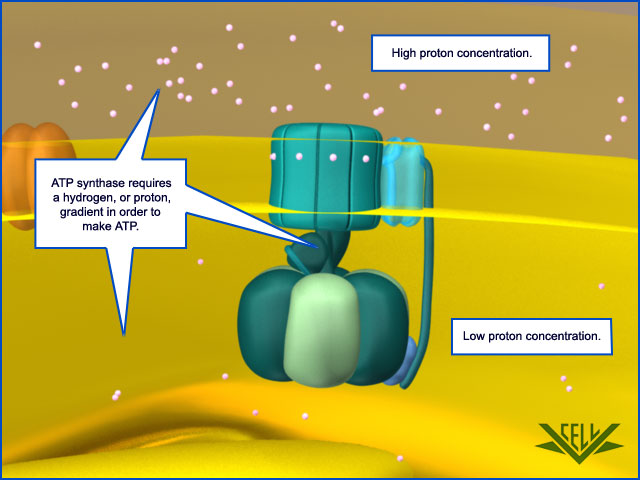 High proton concentration.
ATP synthase requires
a hydrogen, or proton,
gradient in order to
make ATP.
Low proton concentration.
CELL